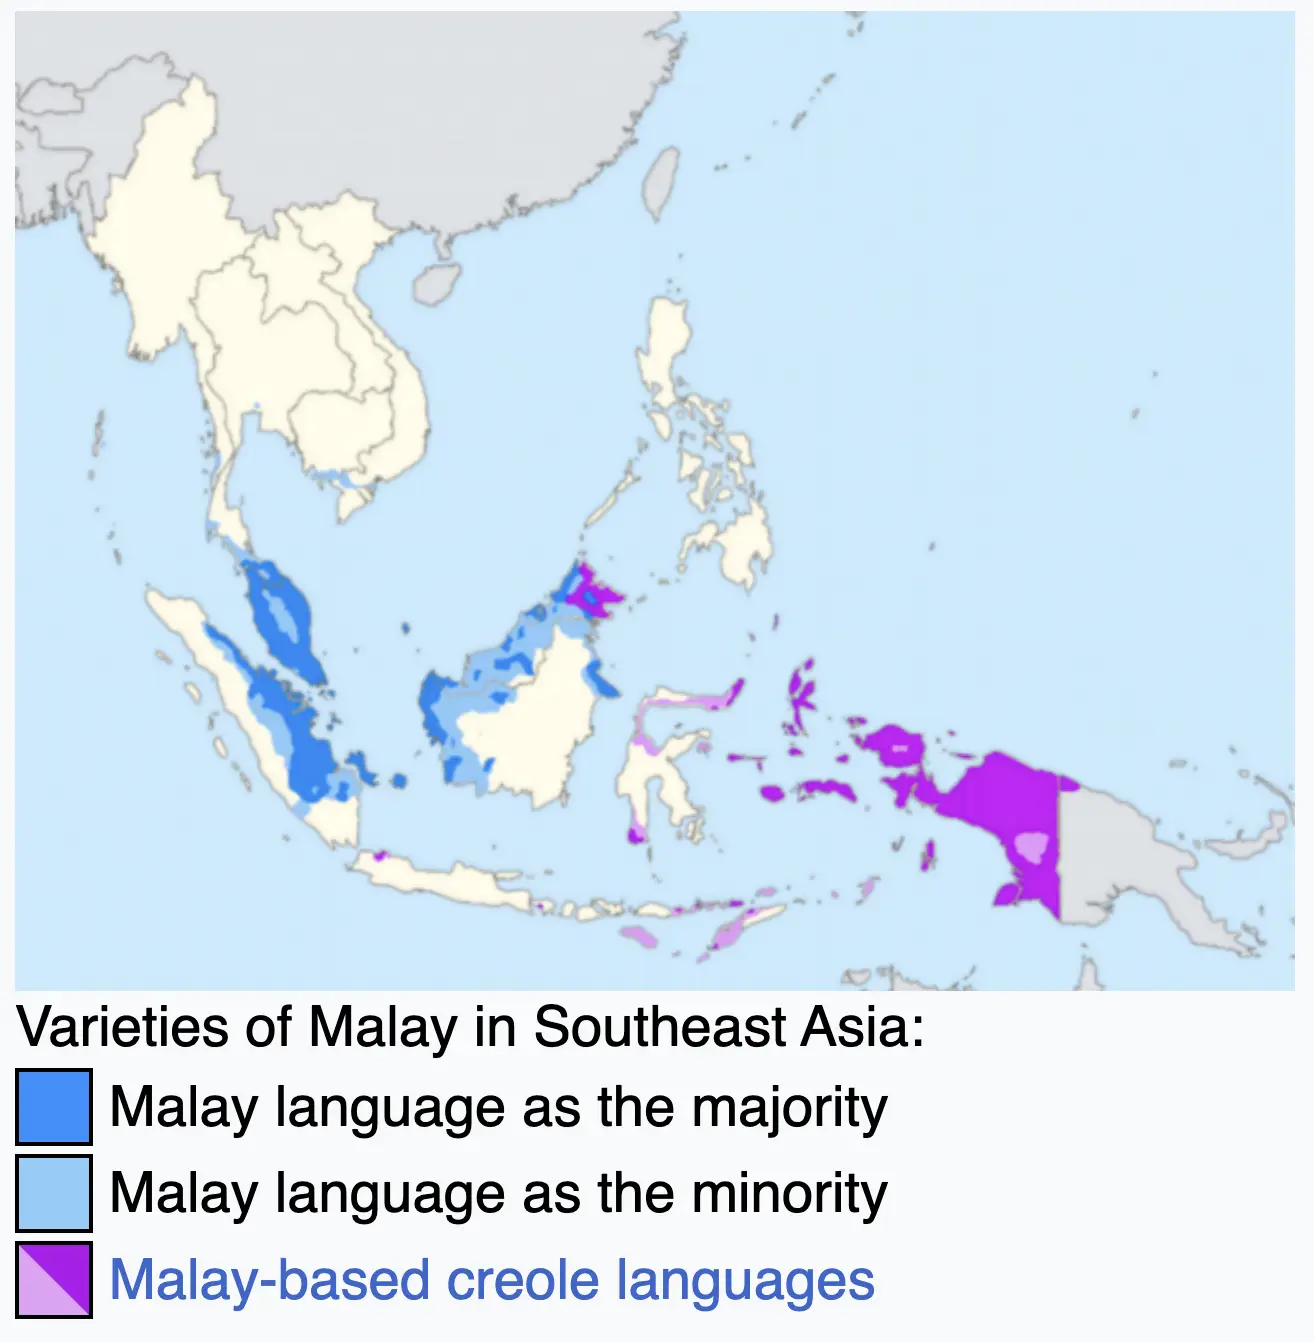 Varieties of Malay in Southeast Asia:
Malay language as the majority
Malay language as the minority
Malay-based creole languages